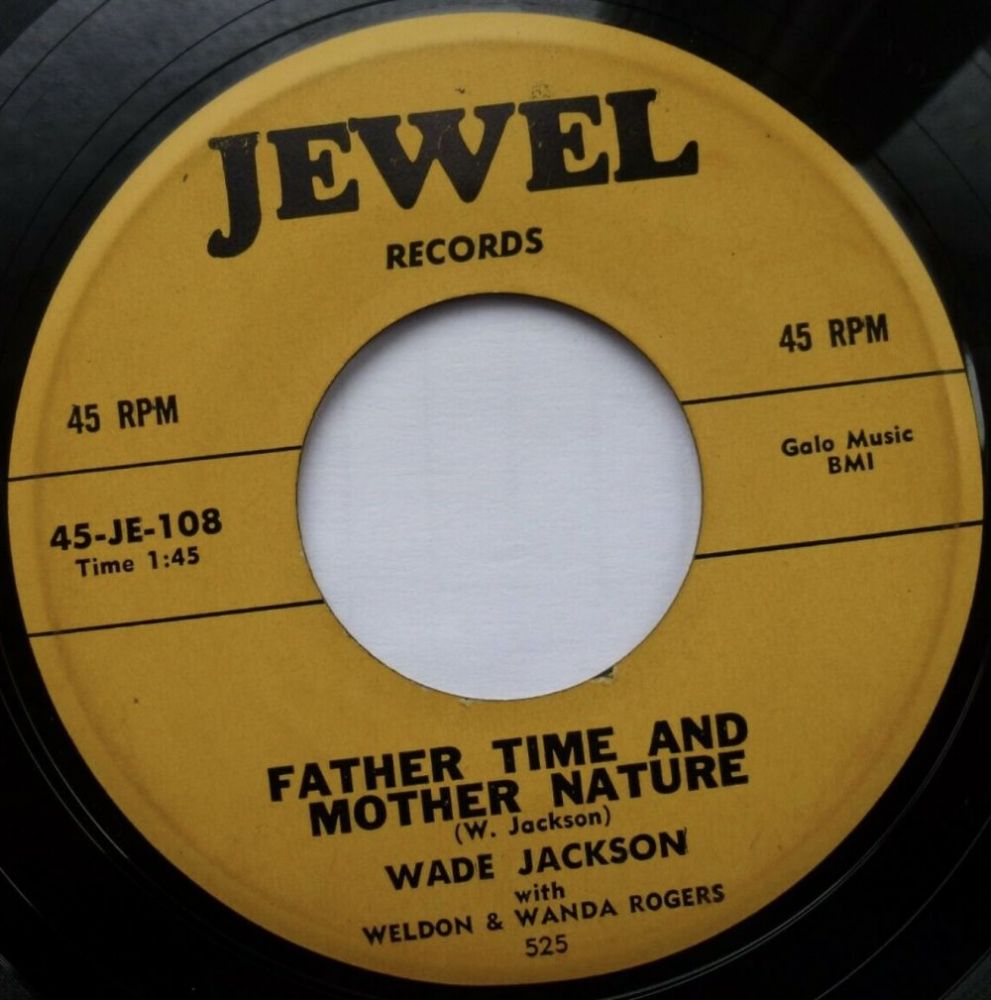 JEWEL
RECORDS
45 RPM
45 RPM
Galo Music
BMI
45-JE-108
Time 1:45
FATHER TIME AND
MOTHER NATURE
(W. Jackson)
WADE JACKSON
with
WELDON & WANDA ROGERS
525